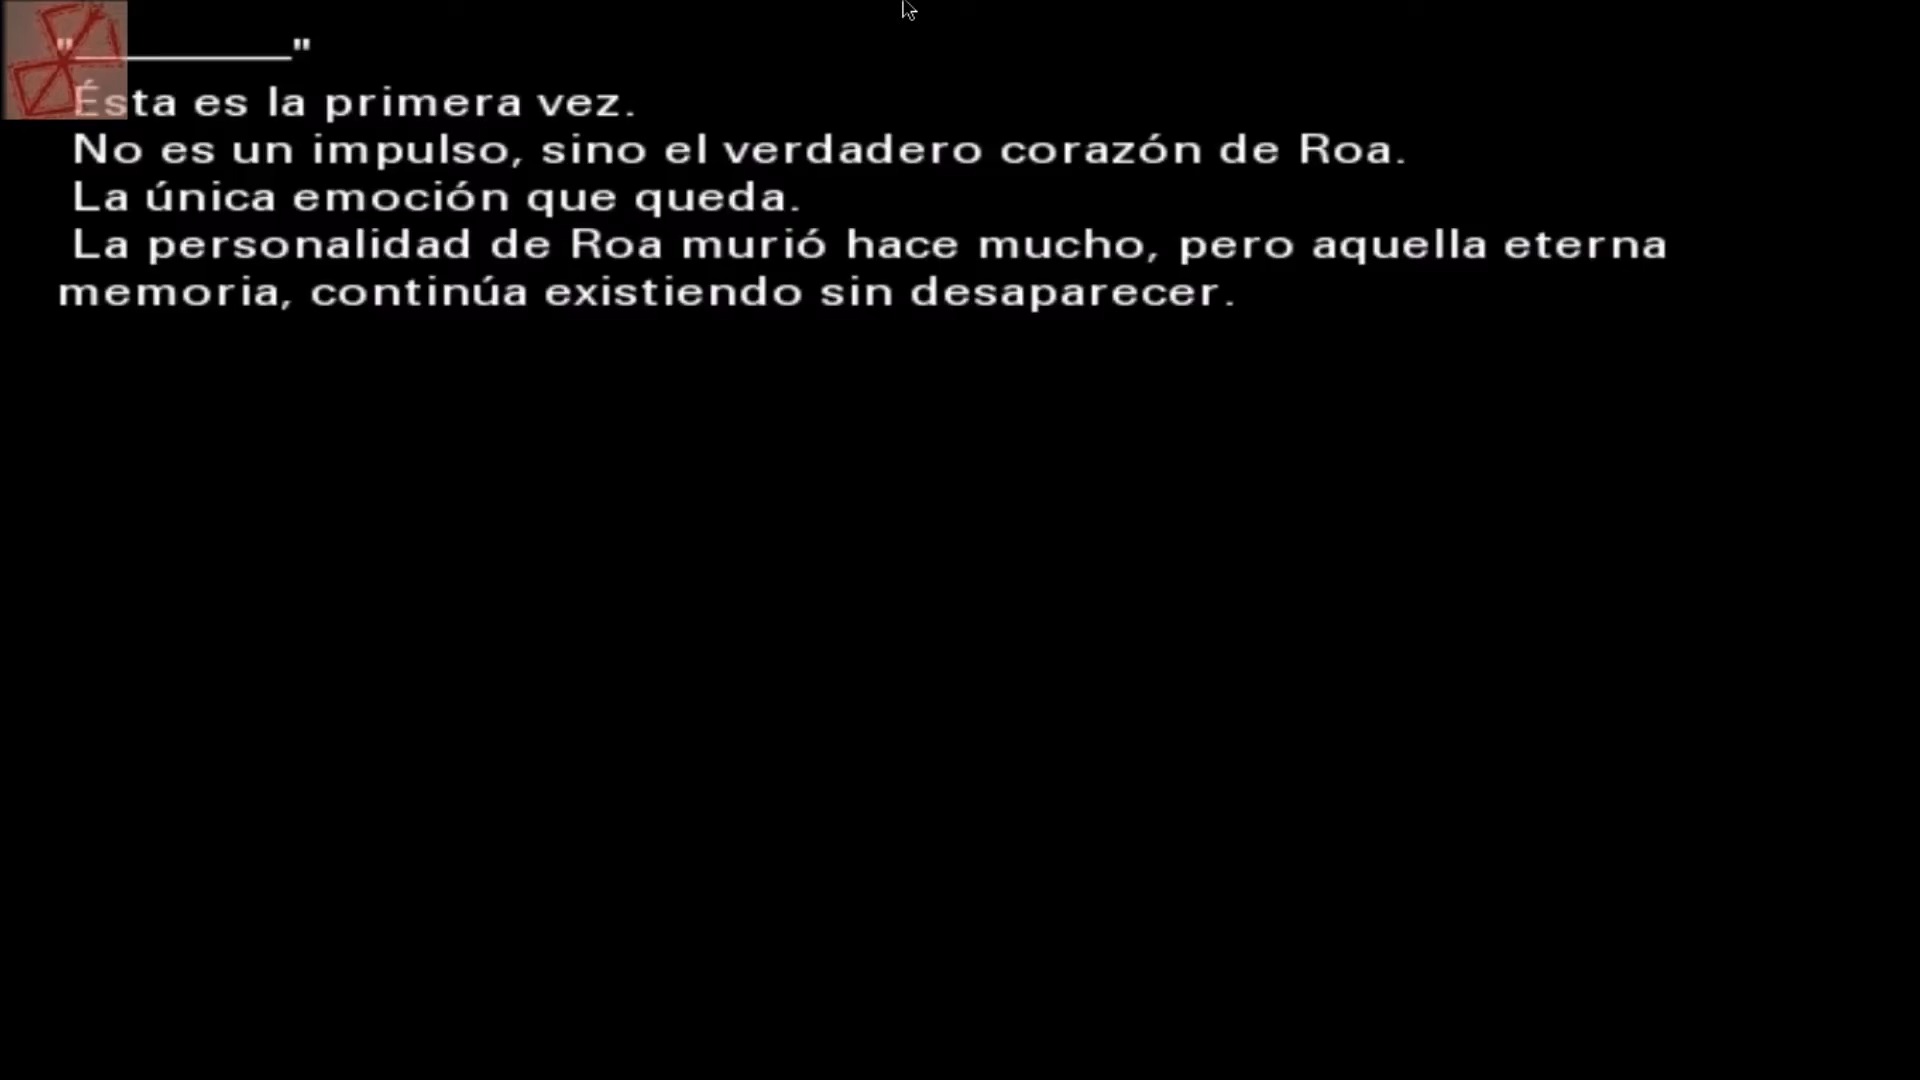 "＿＿＿＿＿＿"
Ésta es la primera vez.
No es un impulso, sino el verdadero corazón de Roa.
La única emoción que queda.
La personalidad de Roa murió hace mucho, pero aquella eterna
memoria, continúa existiendo sin desaparecer.